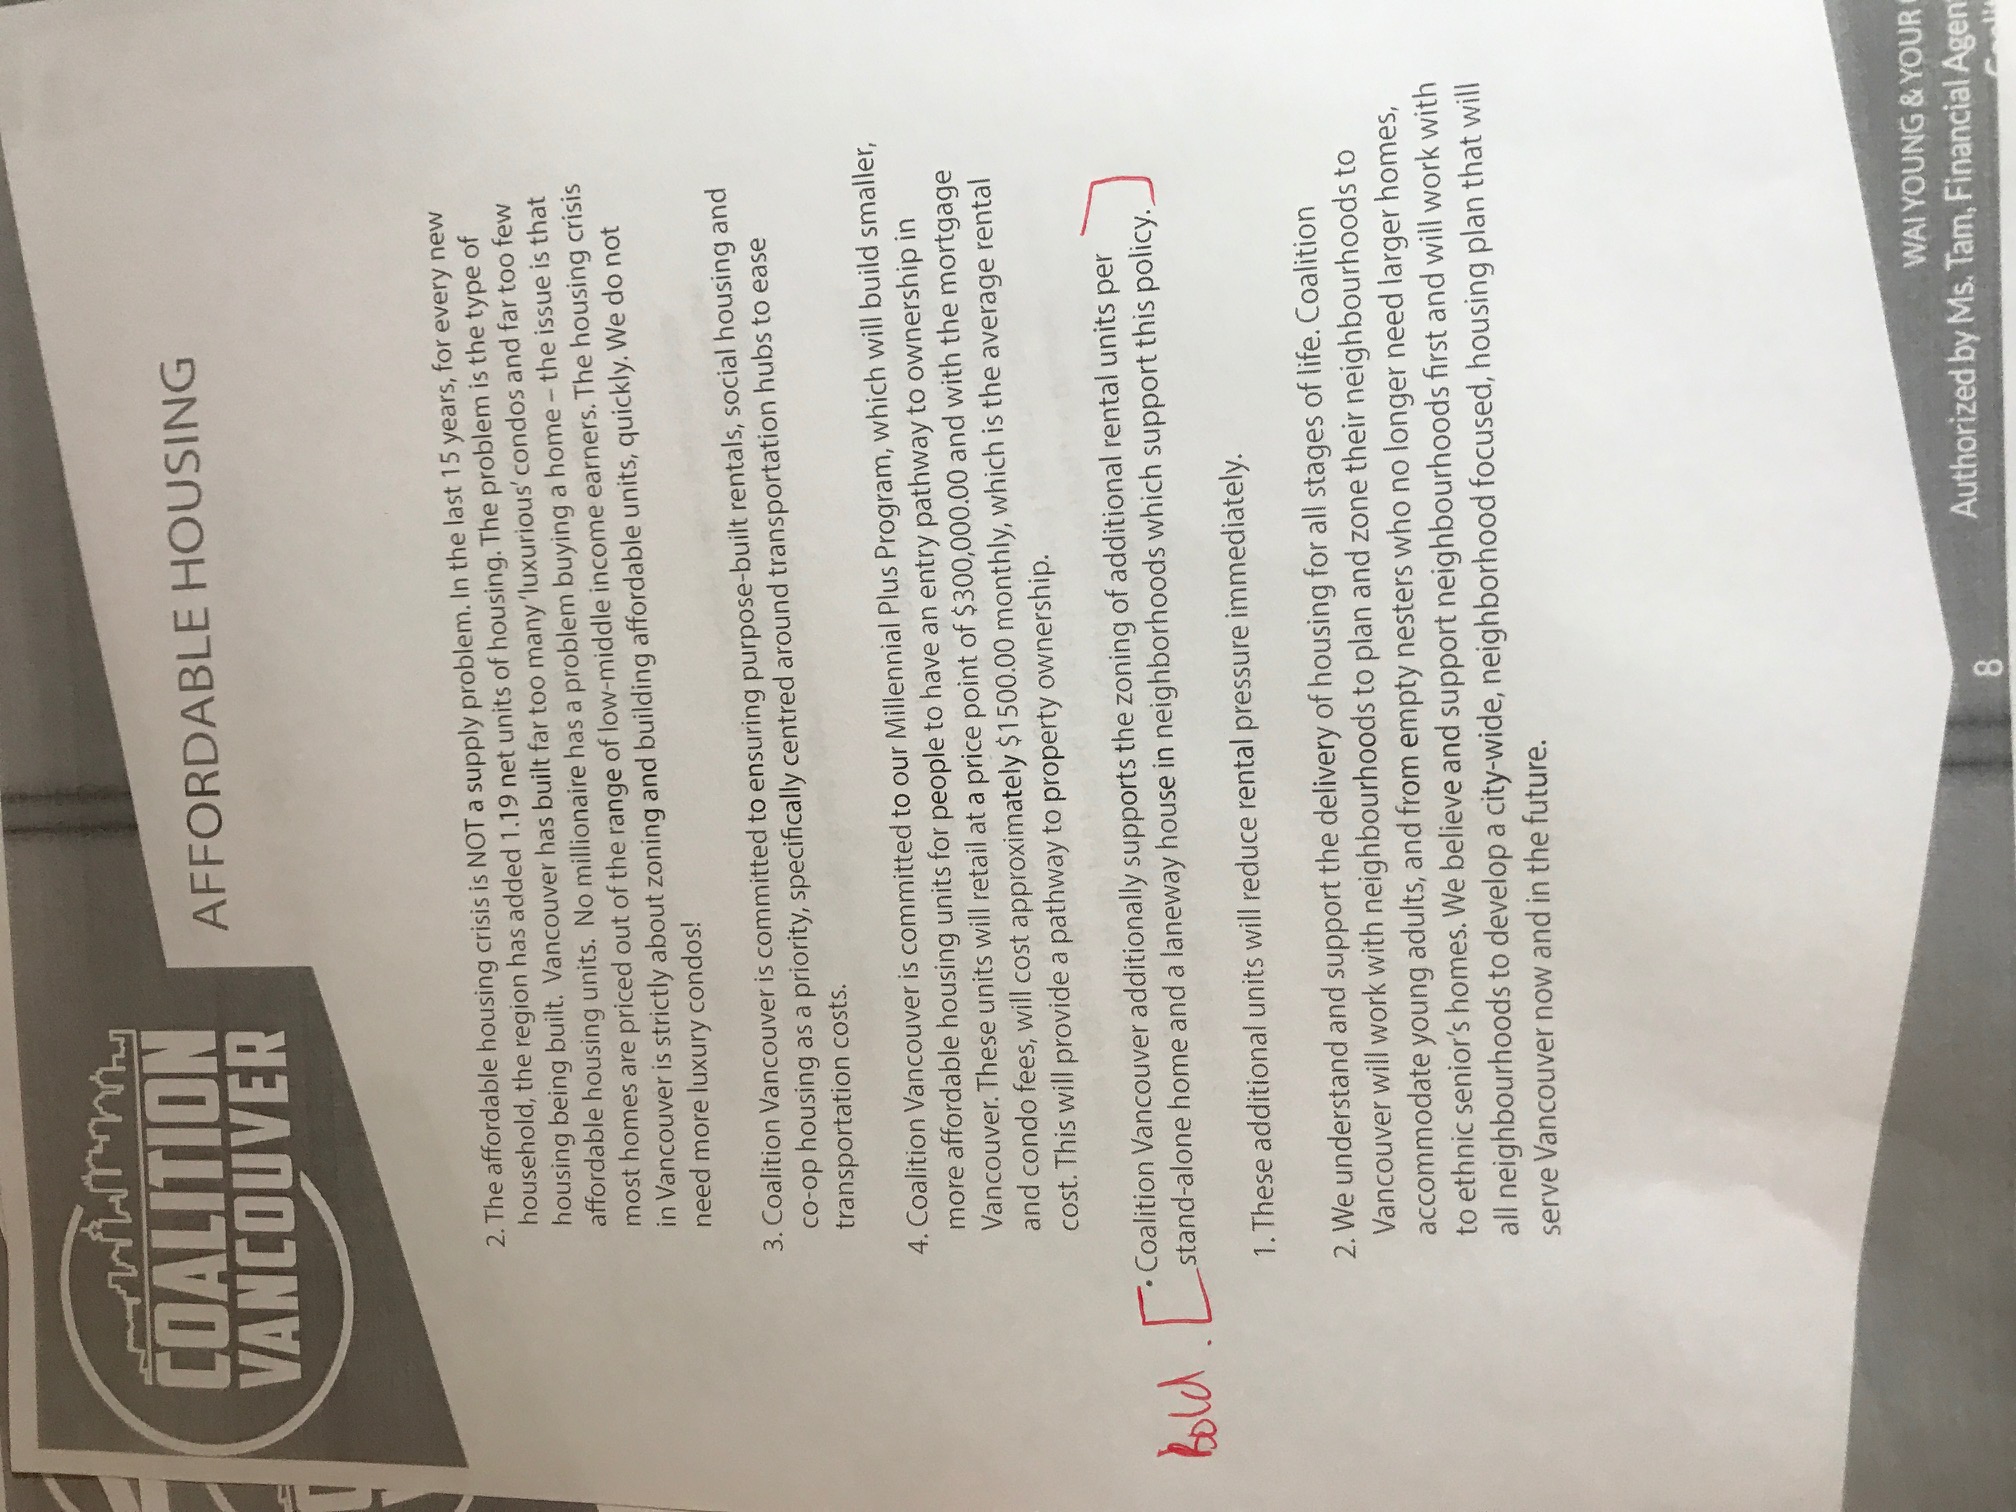 COALITION
VANCOUVER
AFFORDABLE HOUSING
2. The affordable housing crisis is NOT a supply problem. In the last 15 years, for every new
household, the region has added 1.19 net units of housing. The problem is the type of
housing being built. Vancouver has built far too many 'luxurious' condos and far too few
affordable housing units. No millionaire has a problem buying a home – the issue is that
most homes are priced out of the range of low-middle income earners. The housing crisis
in Vancouver is strictly about zoning and building affordable units, quickly. We do not
need more luxury condos!
3. Coalition Vancouver is committed to ensuring purpose-built rentals, social housing and
co-op housing as a priority, specifically centred around transportation hubs to ease
transportation costs.
4. Coalition Vancouver is committed to our Millennial Plus Program, which will build smaller,
more affordable housing units for people to have an entry pathway to ownership in
Vancouver. These units will retail at a price point of $300,000.00 and with the mortgage
and condo fees, will cost approximately $1500.00 monthly, which is the average rental
cost. This will provide a pathway to property ownership.
Bold.
• Coalition Vancouver additionally supports the zoning of additional rental units per
stand-alone home and a laneway house in neighborhoods which support this policy.
1. These additional units will reduce rental pressure immediately.
2. We understand and support the delivery of housing for all stages of life. Coalition
Vancouver will work with neighbourhoods to plan and zone their neighbourhoods to
accommodate young adults, and from empty nesters who no longer need larger homes,
to ethnic senior's homes. We believe and support neighbourhoods first and will work with
all neighbourhoods to develop a city-wide, neighborhood focused, housing plan that will
serve Vancouver now and in the future.
WAI YOUNG & YOUR
Authorized by Ms. Tam, Financial Agen
8